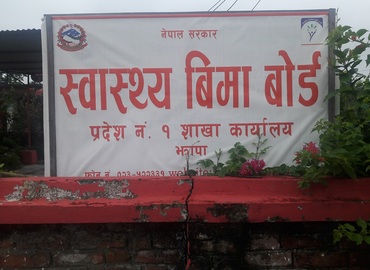 नेपाल सरकार
स्वास्थ्य बिमा बोर्ड
प्रदेश नं. १ शाखा कार्यालय
झापा
फोन नं.